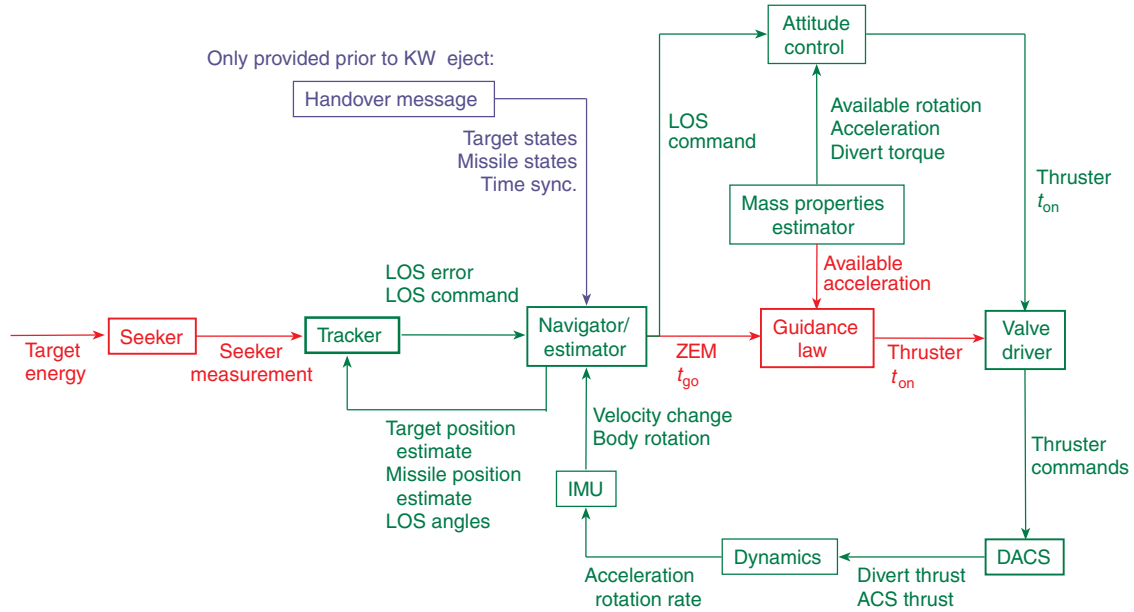 Attitude
control
Only provided prior to KW eject:
Handover message
Target states
Missile states
Time sync.
LOS
command
Available rotation
Acceleration
Divert torque
Thruster
t_on
Mass properties
estimator
Available
acceleration
LOS error
LOS command
Target
energy
Seeker
Seeker
measurement
Tracker
Navigator/
estimator
ZEM
t_go
Guidance
law
Thruster
t_on
Valve
driver
Target position
estimate
Missile position
estimate
LOS angles
Velocity change
Body rotation
IMU
Thruster
commands
Acceleration
rotation rate
Dynamics
Divert thrust
ACS thrust
DACS